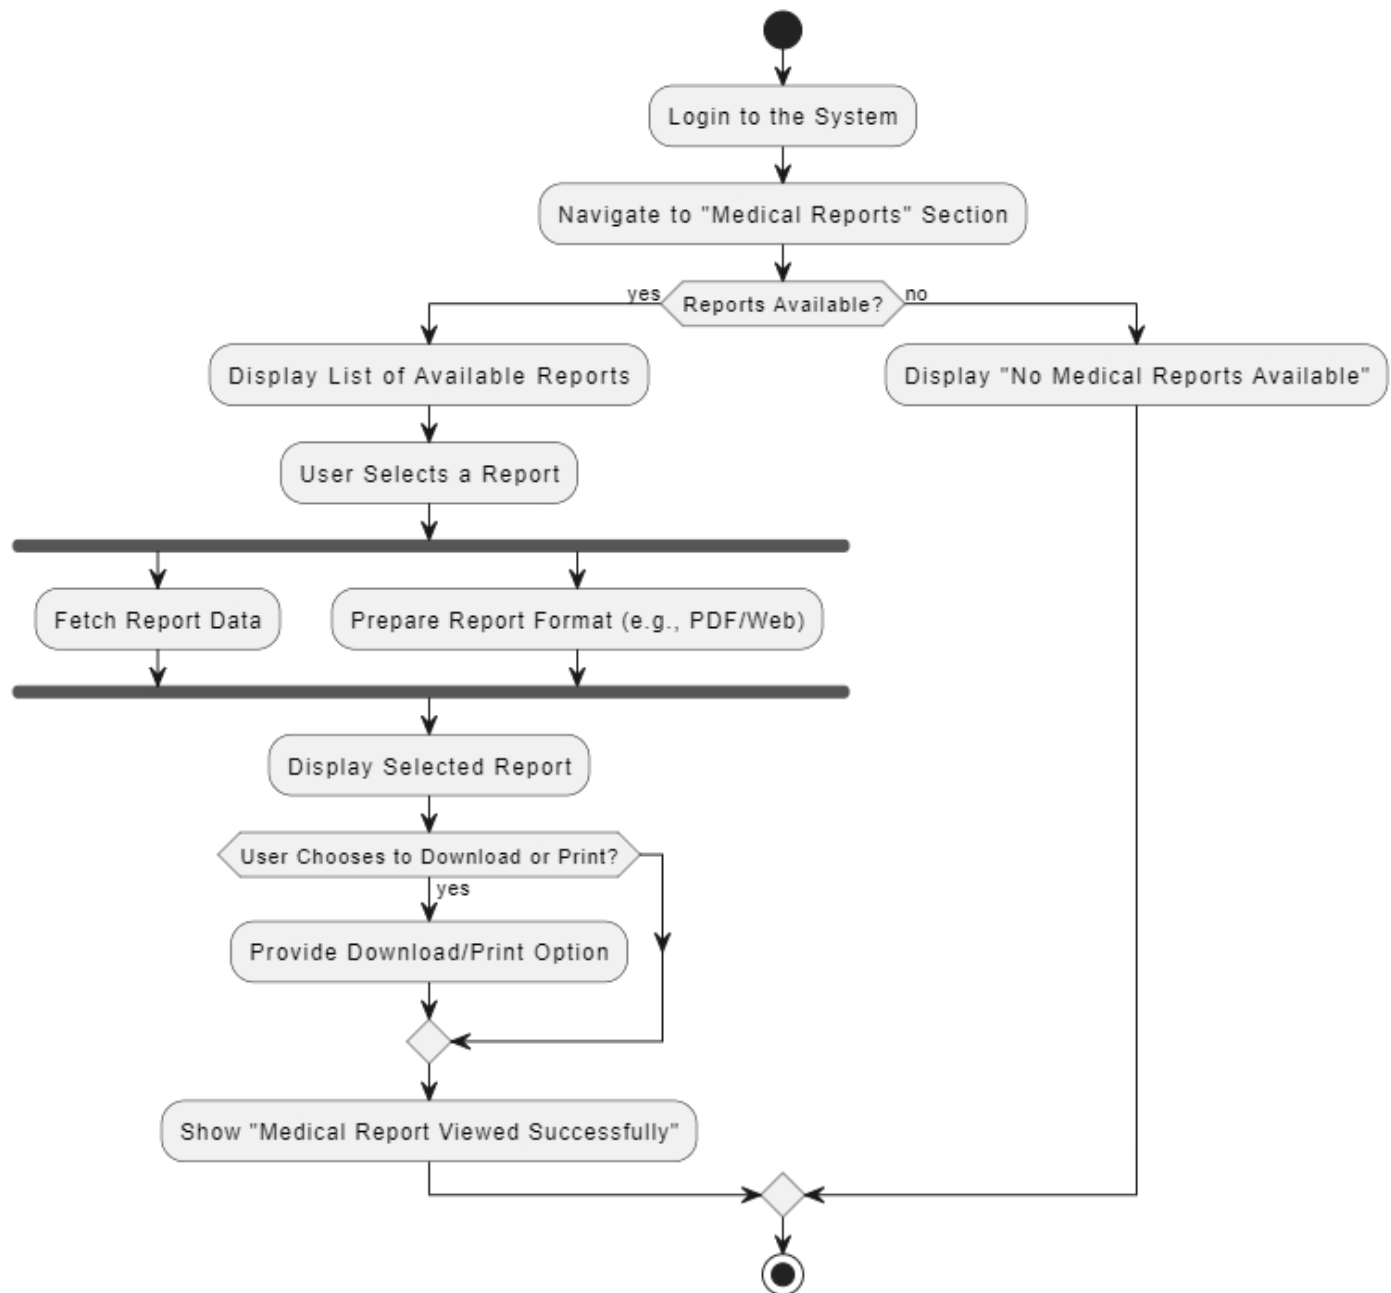 Login to the System
Navigate to "Medical Reports" Section
yes
Reports Available?
no
Display List of Available Reports
Display "No Medical Reports Available"
User Selects a Report
Fetch Report Data
Prepare Report Format (e.g., PDF/Web)
Display Selected Report
User Chooses to Download or Print?
yes
Provide Download/Print Option
Show "Medical Report Viewed Successfully"